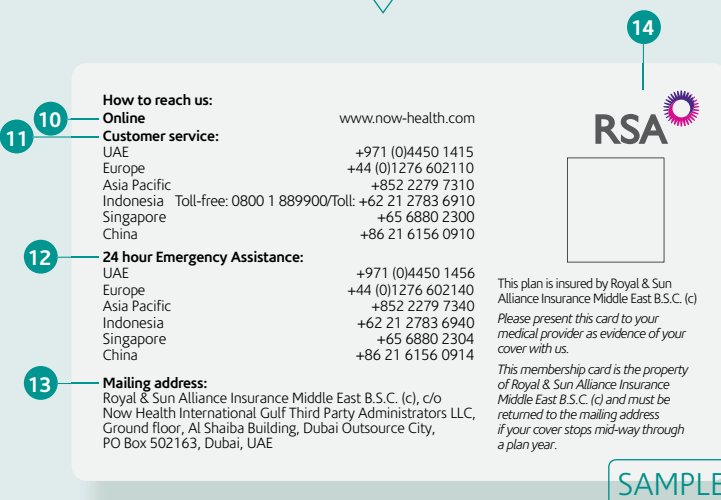 14
How to reach us:
10
Online www.now-health.com
11
Customer service:
UAE +971 (0)4450 1415
Europe +44 (0)1276 602110
Asia Pacific +852 2279 7310
Indonesia Toll-free: 0800 1 889900/Toll: +62 21 2783 6910
Singapore +65 6880 2300
China +86 21 6156 0910
12
24 hour Emergency Assistance:
UAE +971 (0)4450 1456
Europe +44 (0)1276 602140
Asia Pacific +852 2279 7340
Indonesia +62 21 2783 6940
Singapore +65 6880 2304
China +86 21 6156 0914
13
Mailing address:
Royal & Sun Alliance Insurance Middle East B.S.C. (c), c/o
Now Health International Gulf Third Party Administrators LLC,
Ground floor, Al Shaiba Building, Dubai Outsource City,
PO Box 502163, Dubai, UAE
RSA
This plan is insured by Royal & Sun
Alliance Insurance Middle East B.S.C. (c)
Please present this card to your
medical provider as evidence of your
cover with us.
This membership card is the property
of Royal & Sun Alliance Insurance
Middle East B.S.C. (c) and must be
returned to the mailing address
if your cover stops mid-way through
a plan year.
SAMPLE